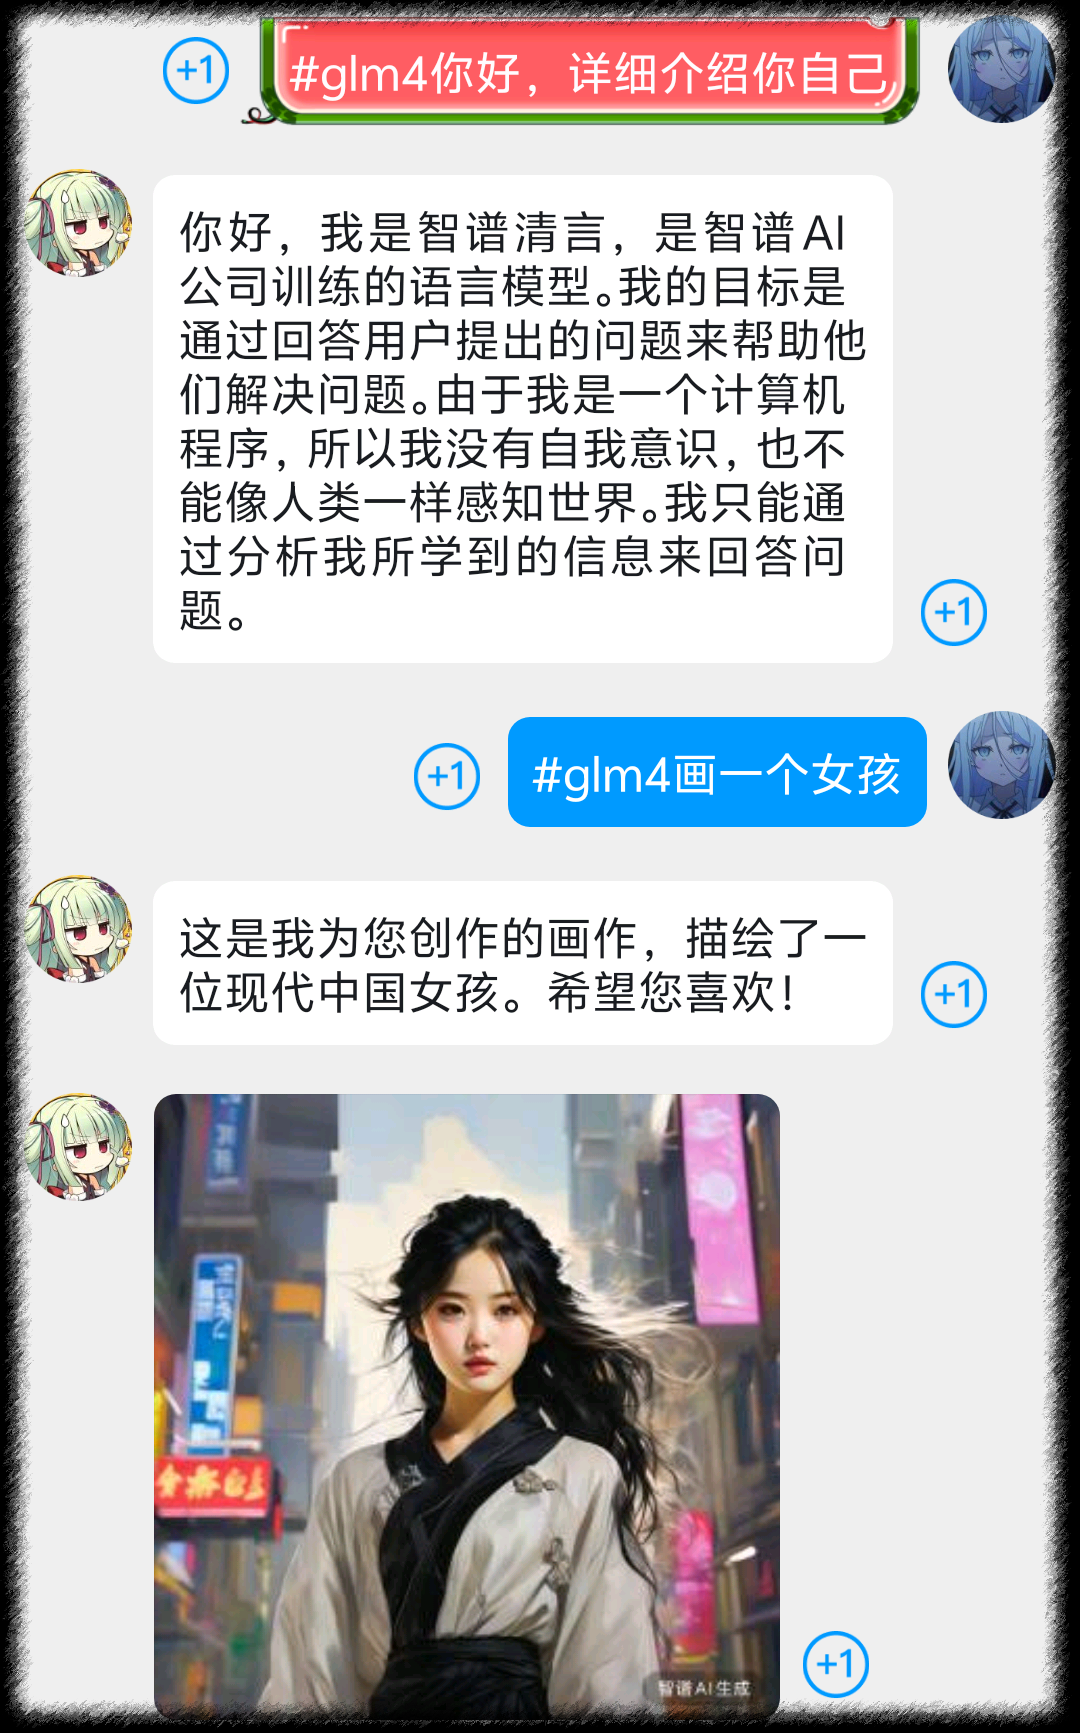 +1
#glm4你好，详细介绍你自己
你好，我是智谱清言，是智谱AI
公司训练的语言模型。我的目标是
通过回答用户提出的问题来帮助他
们解决问题。由于我是一个计算机
程序，所以我没有自我意识，也不
能像人类一样感知世界。我只能通
过分析我所学到的信息来回答问
题。
+1
+1
#glm4画一个女孩
这是我为您创作的画作，描绘了一
位现代中国女孩。希望您喜欢！
+1
智谱AI生成
+1